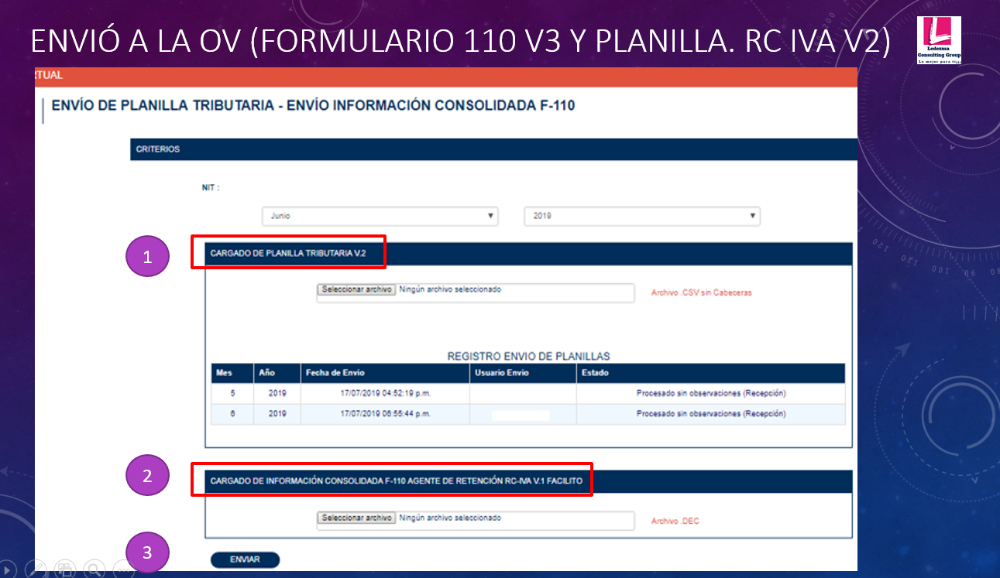 ENVIÓ A LA OV (FORMULARIO 110 V3 Y PLANILLA. RC IVA V2)
L
Ledezma
Consulting Group
Lo mejor para ti
TUAL
ENVÍO DE PLANILLA TRIBUTARIA - ENVÍO INFORMACIÓN CONSOLIDADA F-110
CRITERIOS
NIT :
Junio 2019
1
CARGADO DE PLANILLA TRIBUTARIA V.2
Seleccionar archivo Ningún archivo seleccionado Archivo .CSV sin Cabeceras
REGISTRO ENVIO DE PLANILLAS
Mes Año Fecha de Envio Usuario Envio Estado
5 2019 17/07/2019 04:52:19 p.m. Procesado sin observaciones (Recepción)
6 2019 17/07/2019 06:55:44 p.m. Procesado sin observaciones (Recepción)
2
CARGADO DE INFORMACIÓN CONSOLIDADA F-110 AGENTE DE RETENCIÓN RC-IVA V.1 FACILITO
Seleccionar archivo Ningún archivo seleccionado Archivo .DEC
3
ENVIAR
120
100
90